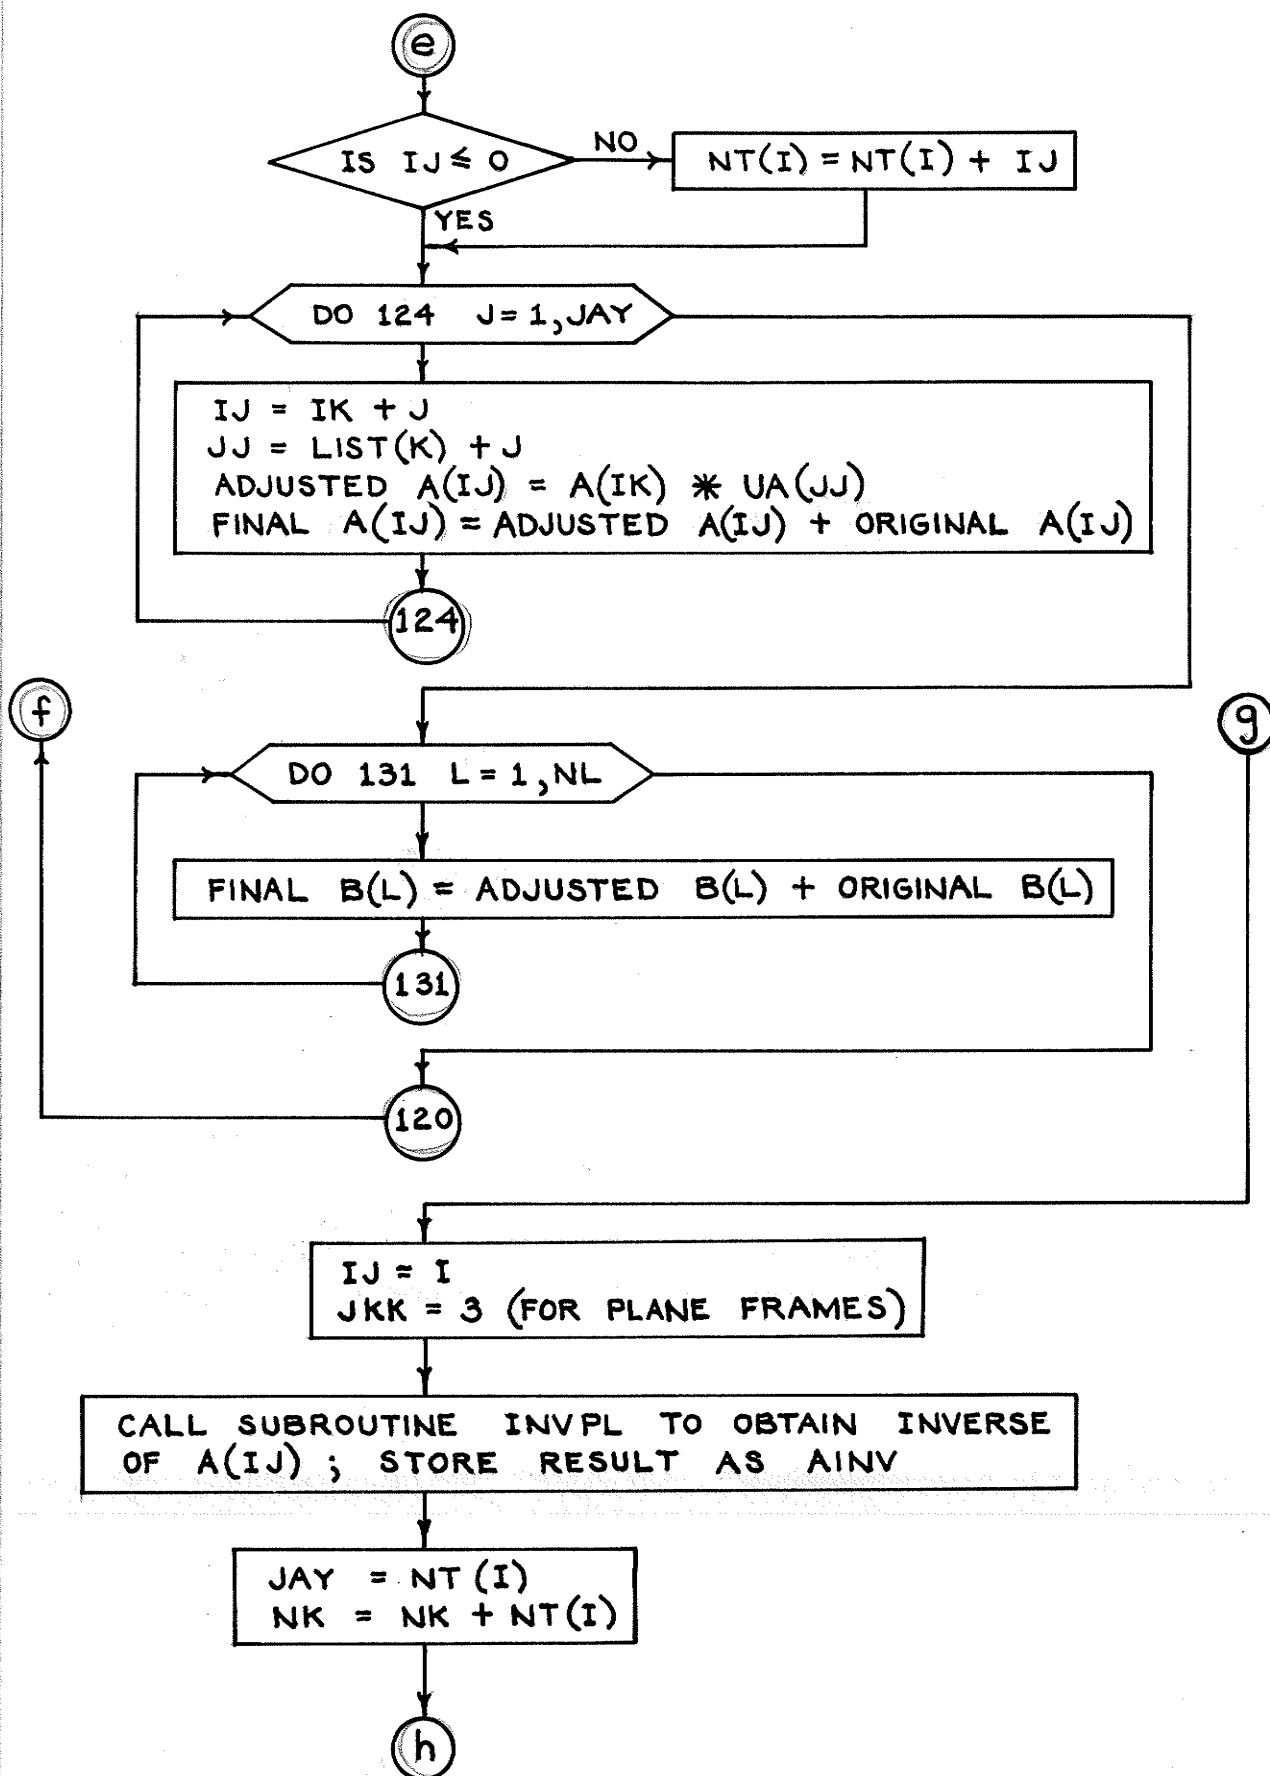 e
IS IJ ≤ 0
NO
NT(I) = NT(I) + IJ
YES
DO 124 J = 1, JAY
IJ = IK + J
JJ = LIST(K) + J
ADJUSTED A(IJ) = A(IK) * UA(JJ)
FINAL A(IJ) = ADJUSTED A(IJ) + ORIGINAL A(IJ)
124
f
g
DO 131 L = 1, NL
FINAL B(L) = ADJUSTED B(L) + ORIGINAL B(L)
131
120
IJ = I
JKK = 3 (FOR PLANE FRAMES)
CALL SUBROUTINE INVPL TO OBTAIN INVERSE
OF A(IJ) ; STORE RESULT AS AINV
JAY = NT(I)
NK = NK + NT(I)
h